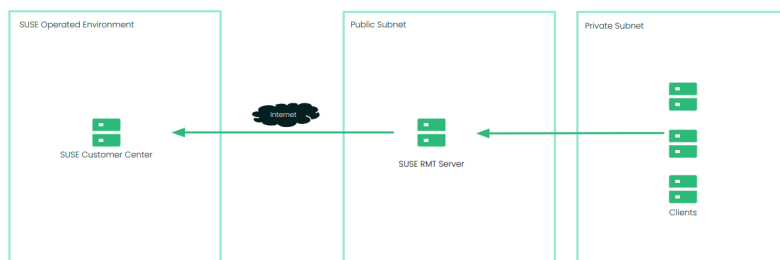 SUSE Operated Environment
Public Subnet
Private Subnet
Internet
SUSE Customer Center
SUSE RMT Server
Clients